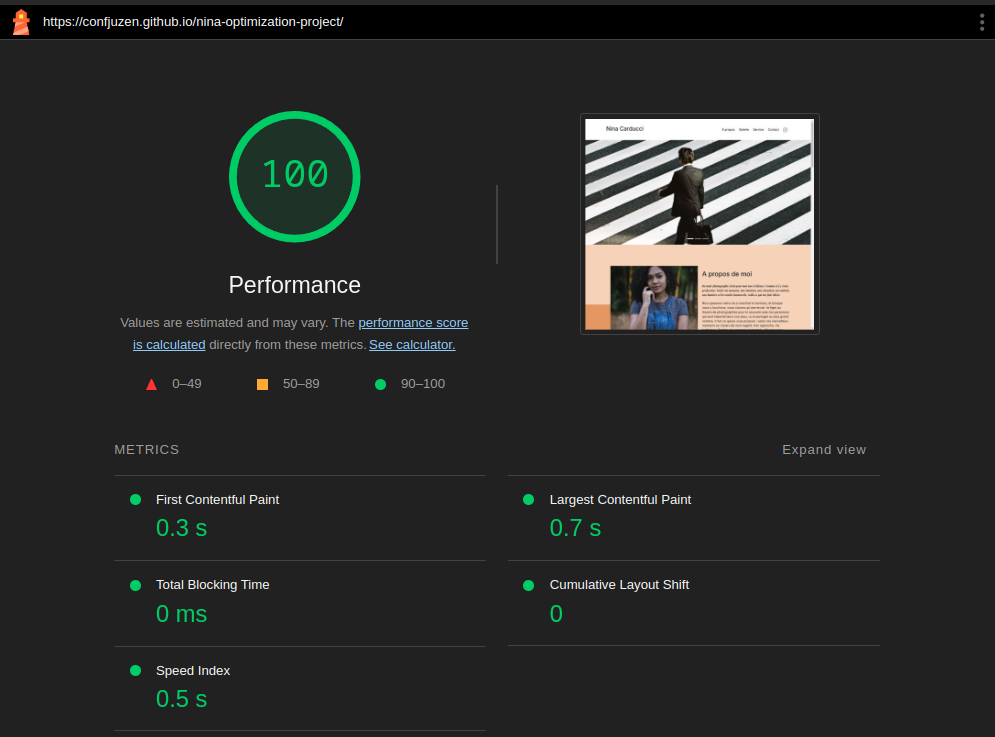 https://confjuzen.github.io/nina-optimization-project/
100
Performance
Values are estimated and may vary. The performance score
is calculated directly from these metrics. See calculator.
0–49
50–89
90–100
Nina Carducci
A propos
Galerie
Service
Contact
A propos de moi
METRICS
Expand view
First Contentful Paint
0.3 s
Largest Contentful Paint
0.7 s
Total Blocking Time
0 ms
Cumulative Layout Shift
0
Speed Index
0.5 s